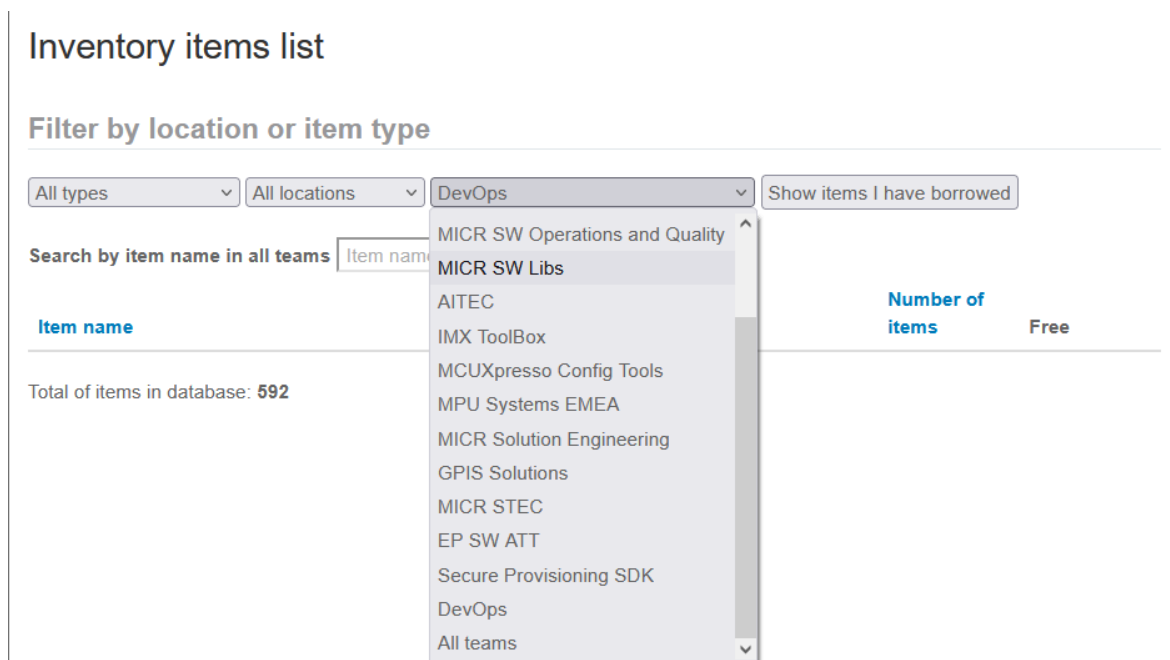 Inventory items list
Filter by location or item type
All types All locations DevOps Show items I have borrowed
MICR SW Operations and Quality
Search by item name in all teams
MICR SW Libs
AITEC
Number of
Item name items Free
IMX ToolBox
MCUXpresso Config Tools
Total of items in database: 592
MPU Systems EMEA
MICR Solution Engineering
GPIS Solutions
MICR STEC
EP SW ATT
Secure Provisioning SDK
DevOps
All teams